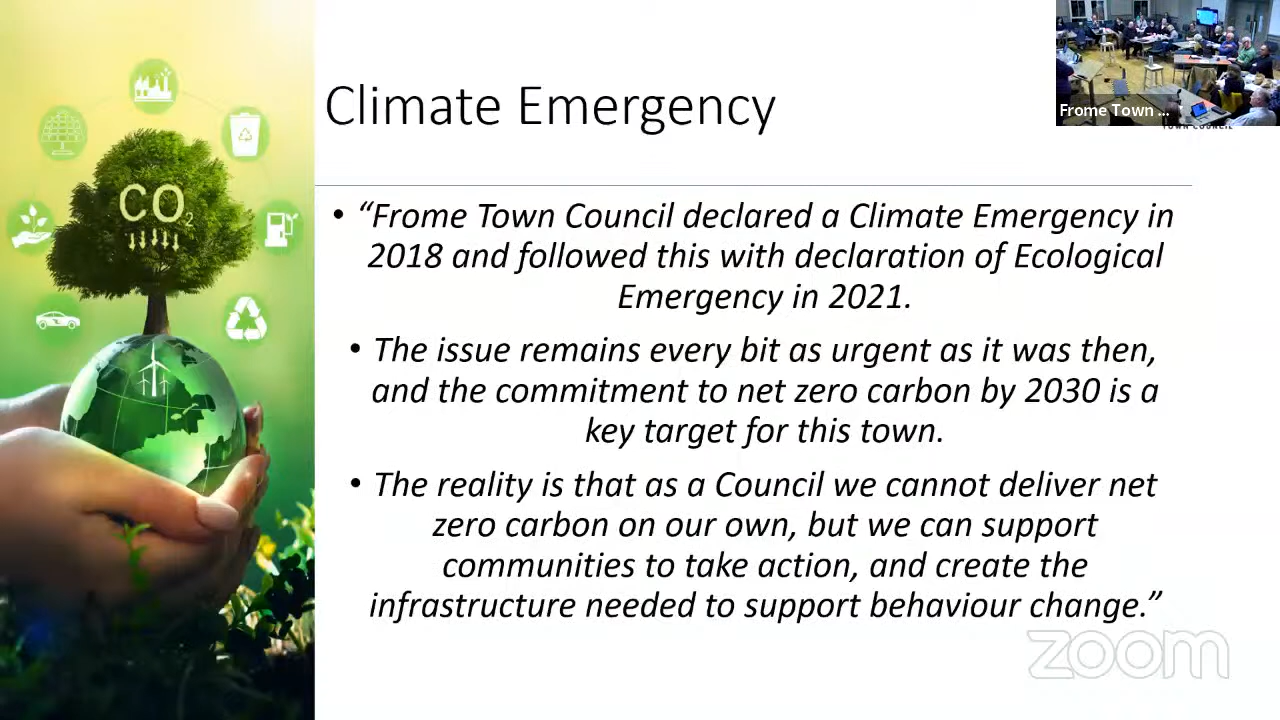 Climate Emergency
Frome Town ...
TOWN COUNCIL
CO2
• “Frome Town Council declared a Climate Emergency in
2018 and followed this with declaration of Ecological
Emergency in 2021.
• The issue remains every bit as urgent as it was then,
and the commitment to net zero carbon by 2030 is a
key target for this town.
• The reality is that as a Council we cannot deliver net
zero carbon on our own, but we can support
communities to take action, and create the
infrastructure needed to support behaviour change.”
zoom